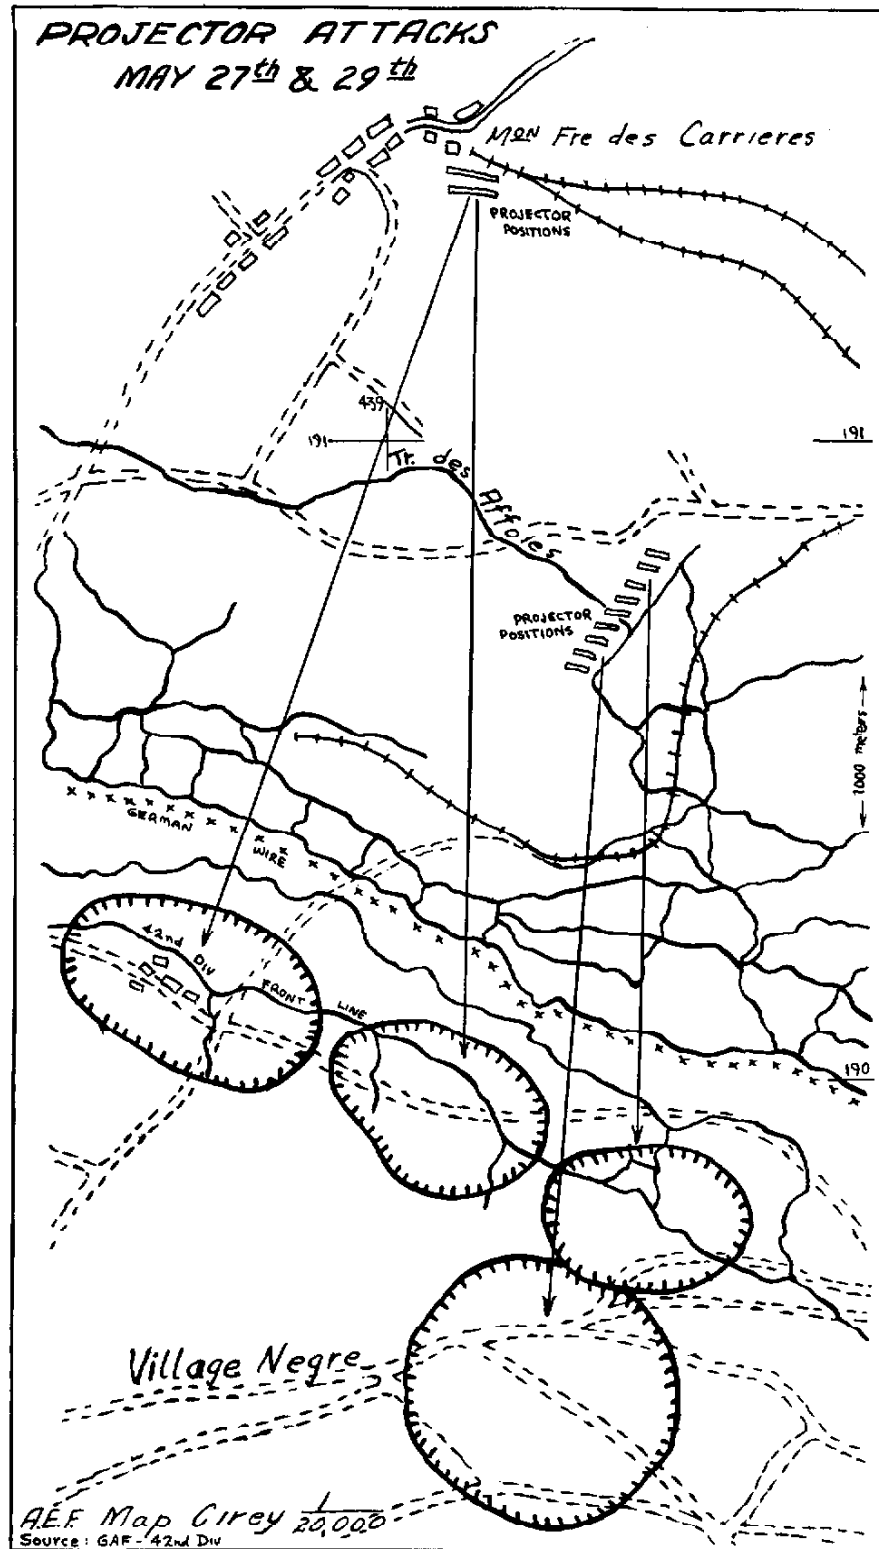 PROJECTOR ATTACKS
MAY 27th & 29th
Mon Fre des Carrieres
PROJECTOR
POSITIONS
439
191
191
Tr. des Affoles
PROJECTOR
POSITIONS
1000 meters
GERMAN WIRE
42nd DIV FRONT LINE
190
Village Negre
A.E.F. Map Cirey 1/20,000
Source: GAF - 42nd Div